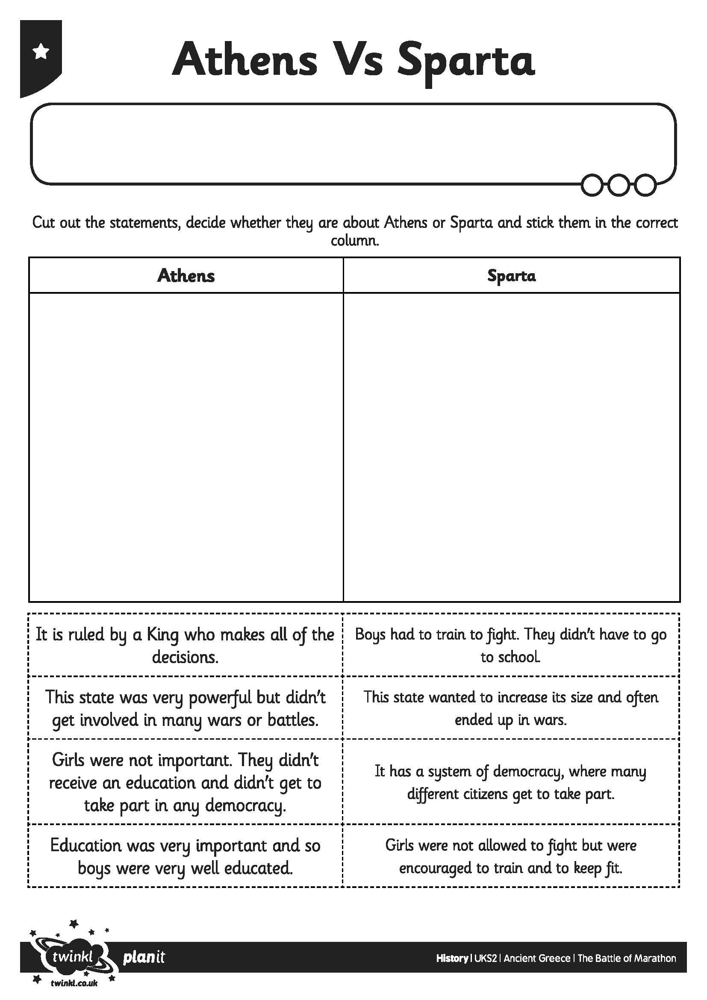 Athens Vs Sparta
Cut out the statements, decide whether they are about Athens or Sparta and stick them in the correct
column.
Athens
Sparta
It is ruled by a King who makes all of the
decisions.
Boys had to train to fight. They didn't have to go
to school.
This state was very powerful but didn't
get involved in many wars or battles.
This state wanted to increase its size and often
ended up in wars.
Girls were not important. They didn't
receive an education and didn't get to
take part in any democracy.
It has a system of democracy, where many
different citizens get to take part.
Education was very important and so
boys were very well educated.
Girls were not allowed to fight but were
encouraged to train and to keep fit.
twinkl
planit
History | UKS2 | Ancient Greece | The Battle of Marathon
twinkl.co.uk